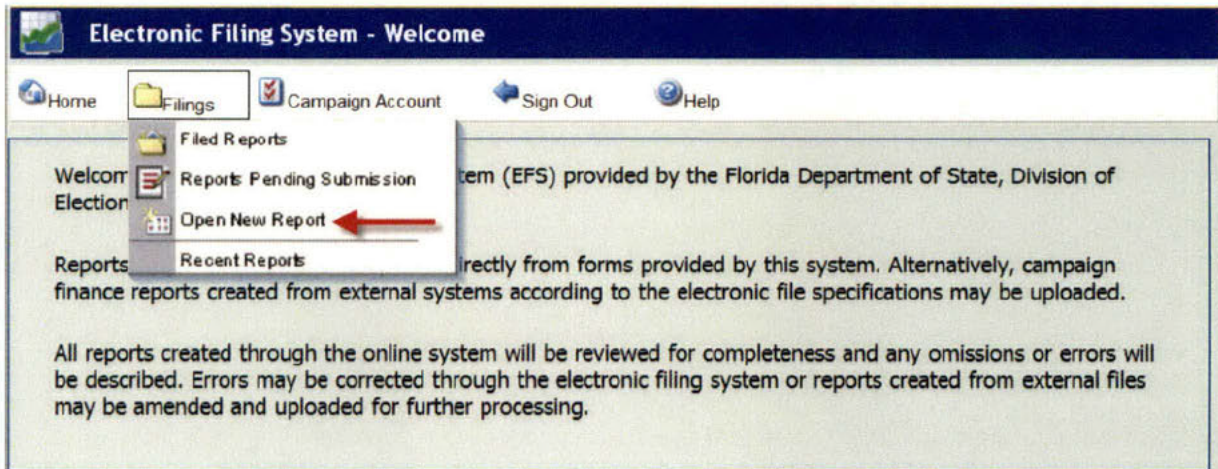 Electronic Filing System - Welcome
Home Filings Campaign Account Sign Out Help
Filed Reports
Reports Pending Submission
Open New Report
Recent Reports
Welcom tem (EFS) provided by the Florida Department of State, Division of
Election
Reports irectly from forms provided by this system. Alternatively, campaign
finance reports created from external systems according to the electronic file specifications may be uploaded.
All reports created through the online system will be reviewed for completeness and any omissions or errors will
be described. Errors may be corrected through the electronic filing system or reports created from external files
may be amended and uploaded for further processing.